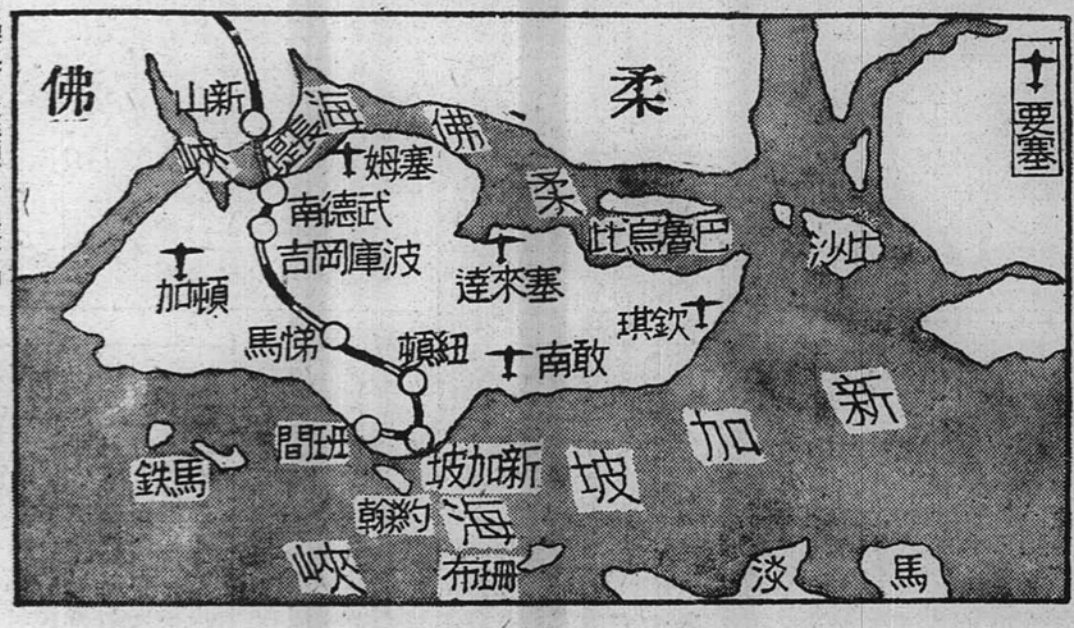 要塞
柔佛
柔佛海峽
新山
長堤
塞姆
武德南
波庫岡吉
頓加
塞來達
巴魯烏比
比沙
欽琪
敢南
悌馬
紐頓
班間
新加坡
馬鉄
約翰
珊布
新加坡海峽
馬淡